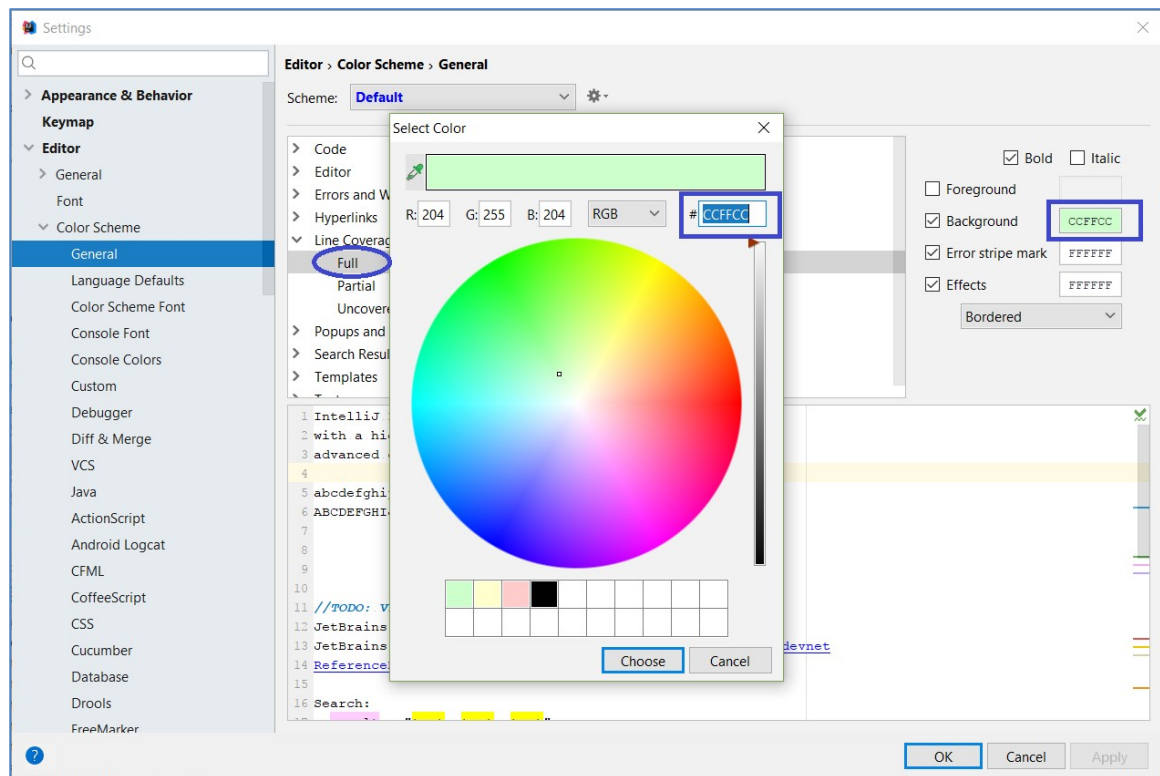 Settings
Editor › Color Scheme › General
Scheme: Default
Appearance & Behavior
Keymap
Editor
General
Font
Color Scheme
General
Language Defaults
Color Scheme Font
Console Font
Console Colors
Custom
Debugger
Diff & Merge
VCS
Java
ActionScript
Android Logcat
CFML
CoffeeScript
CSS
Cucumber
Database
Drools
FreeMarker
Code
Editor
Errors and W
Hyperlinks
Line Coverag
Full
Partial
Uncovere
Popups and
Search Resul
Templates
Select Color
R: 204 G: 255 B: 204 RGB # CCFFCC
Choose Cancel
Bold Italic
Foreground
Background CCFFCC
Error stripe mark FFFFFF
Effects FFFFFF
Bordered
1 IntelliJ
2 with a hi
3 advanced
4
5 abcdefghi
6 ABCDEFGHI
7
8
9
10
11 //TODO: V
12 JetBrains
13 JetBrains devnet
14 Reference
15
16 Search:
OK Cancel Apply